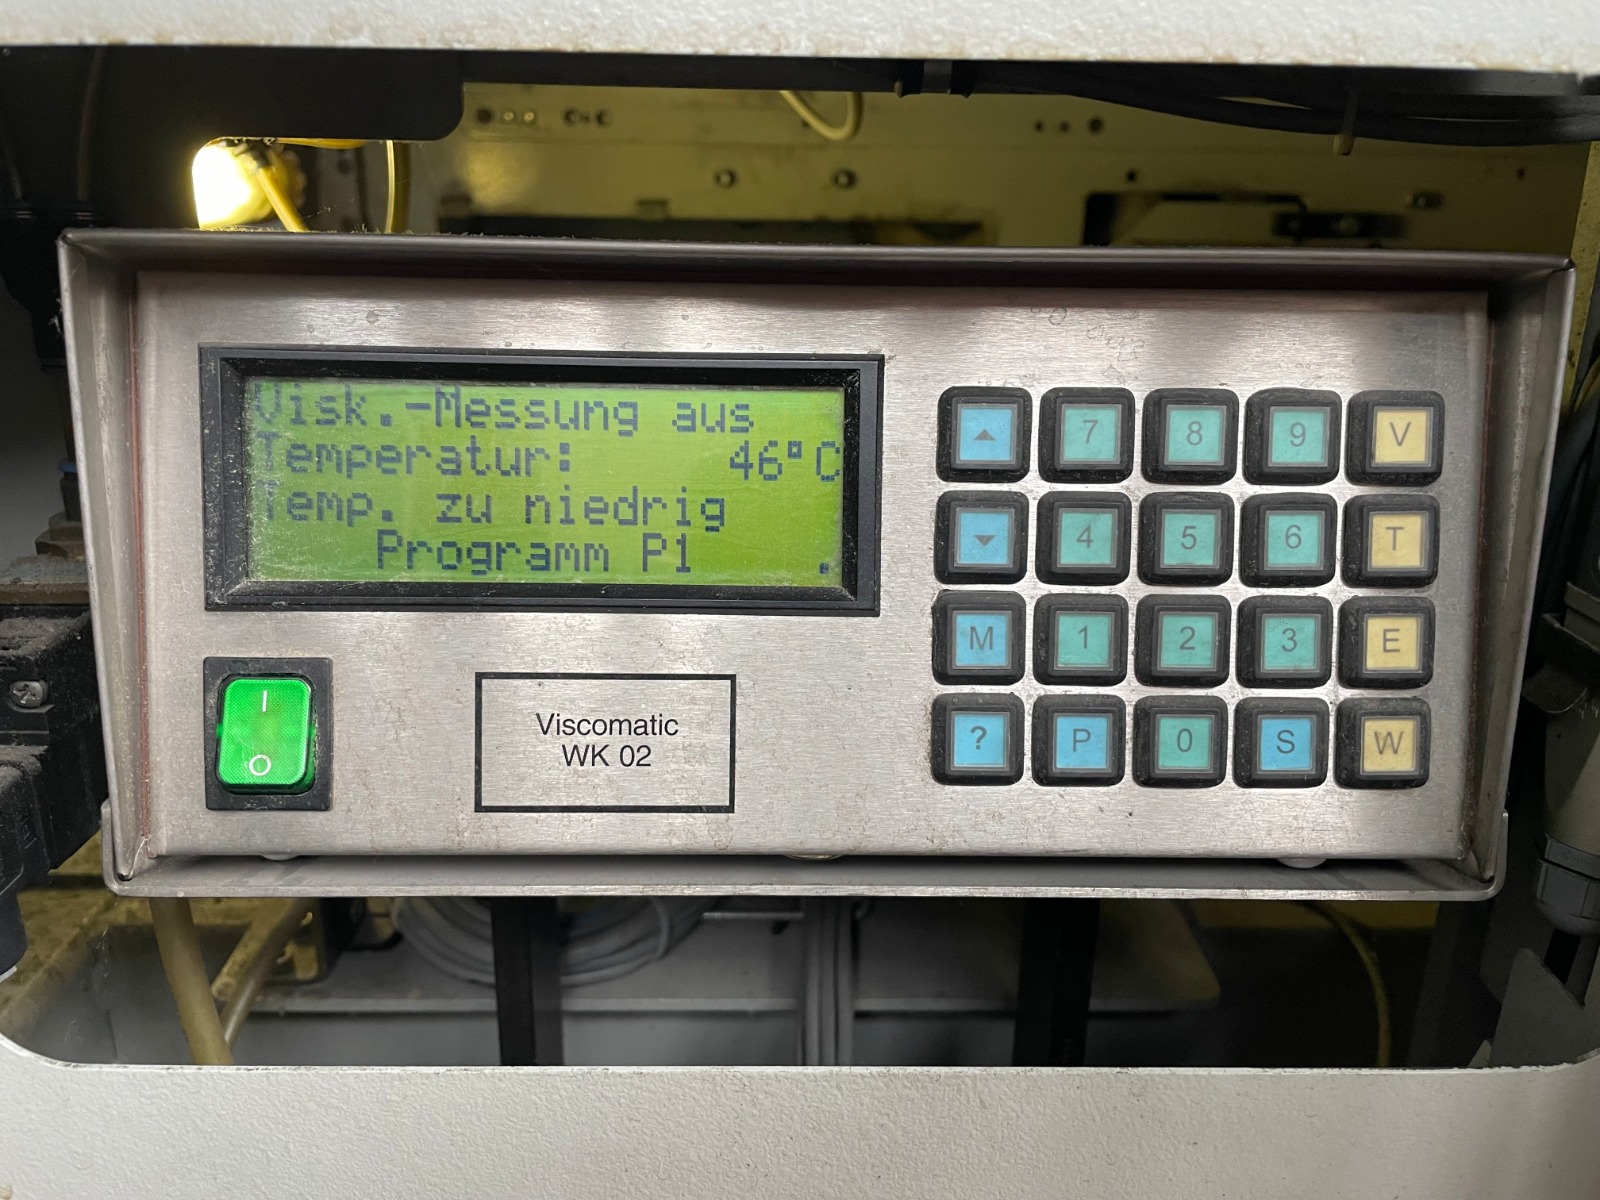 Visk.-Messung aus
Temperatur: 46°C
Temp. zu niedrig
Programm P1 .
7 8 9 V
4 5 6 T
M 1 2 3 E
? P 0 S W
I
O
Viscomatic
WK 02